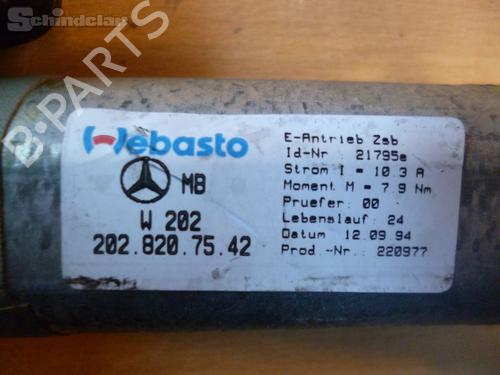 Schindelar
B-PARTS
Webasto
MB
W 202
202.820.75.42
E-Antrieb Zsb
Id-Nr : 21795e
Strom I = 10.3 A
Moment M = 7.9 Nm
Pruefer: 00
Lebenslauf: 24
Datum 12.09.94
Prod.-Nr.: 220977